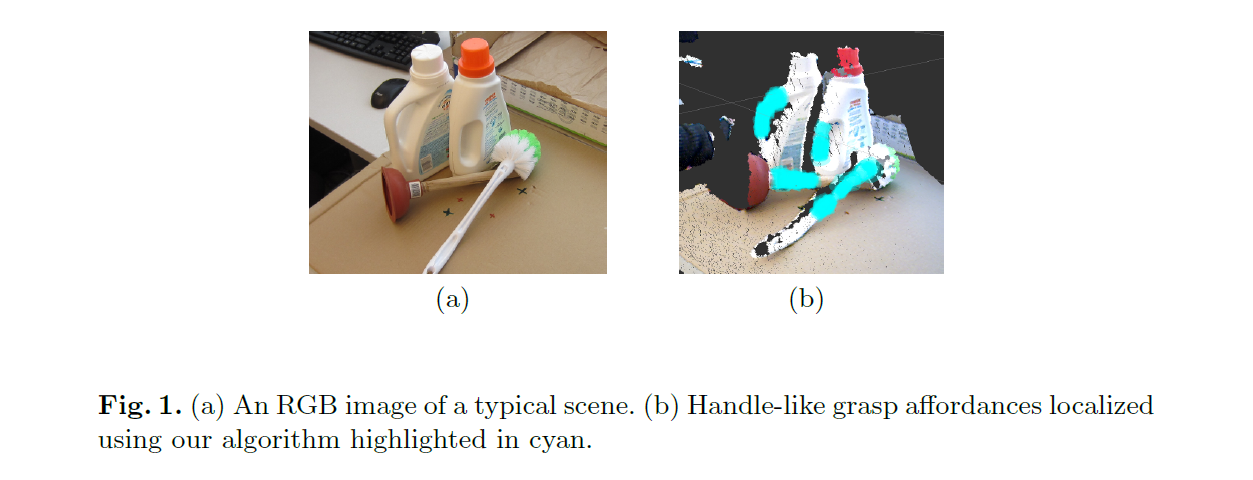 (a)
(b)
Fig. 1. (a) An RGB image of a typical scene. (b) Handle-like grasp affordances localized
using our algorithm highlighted in cyan.